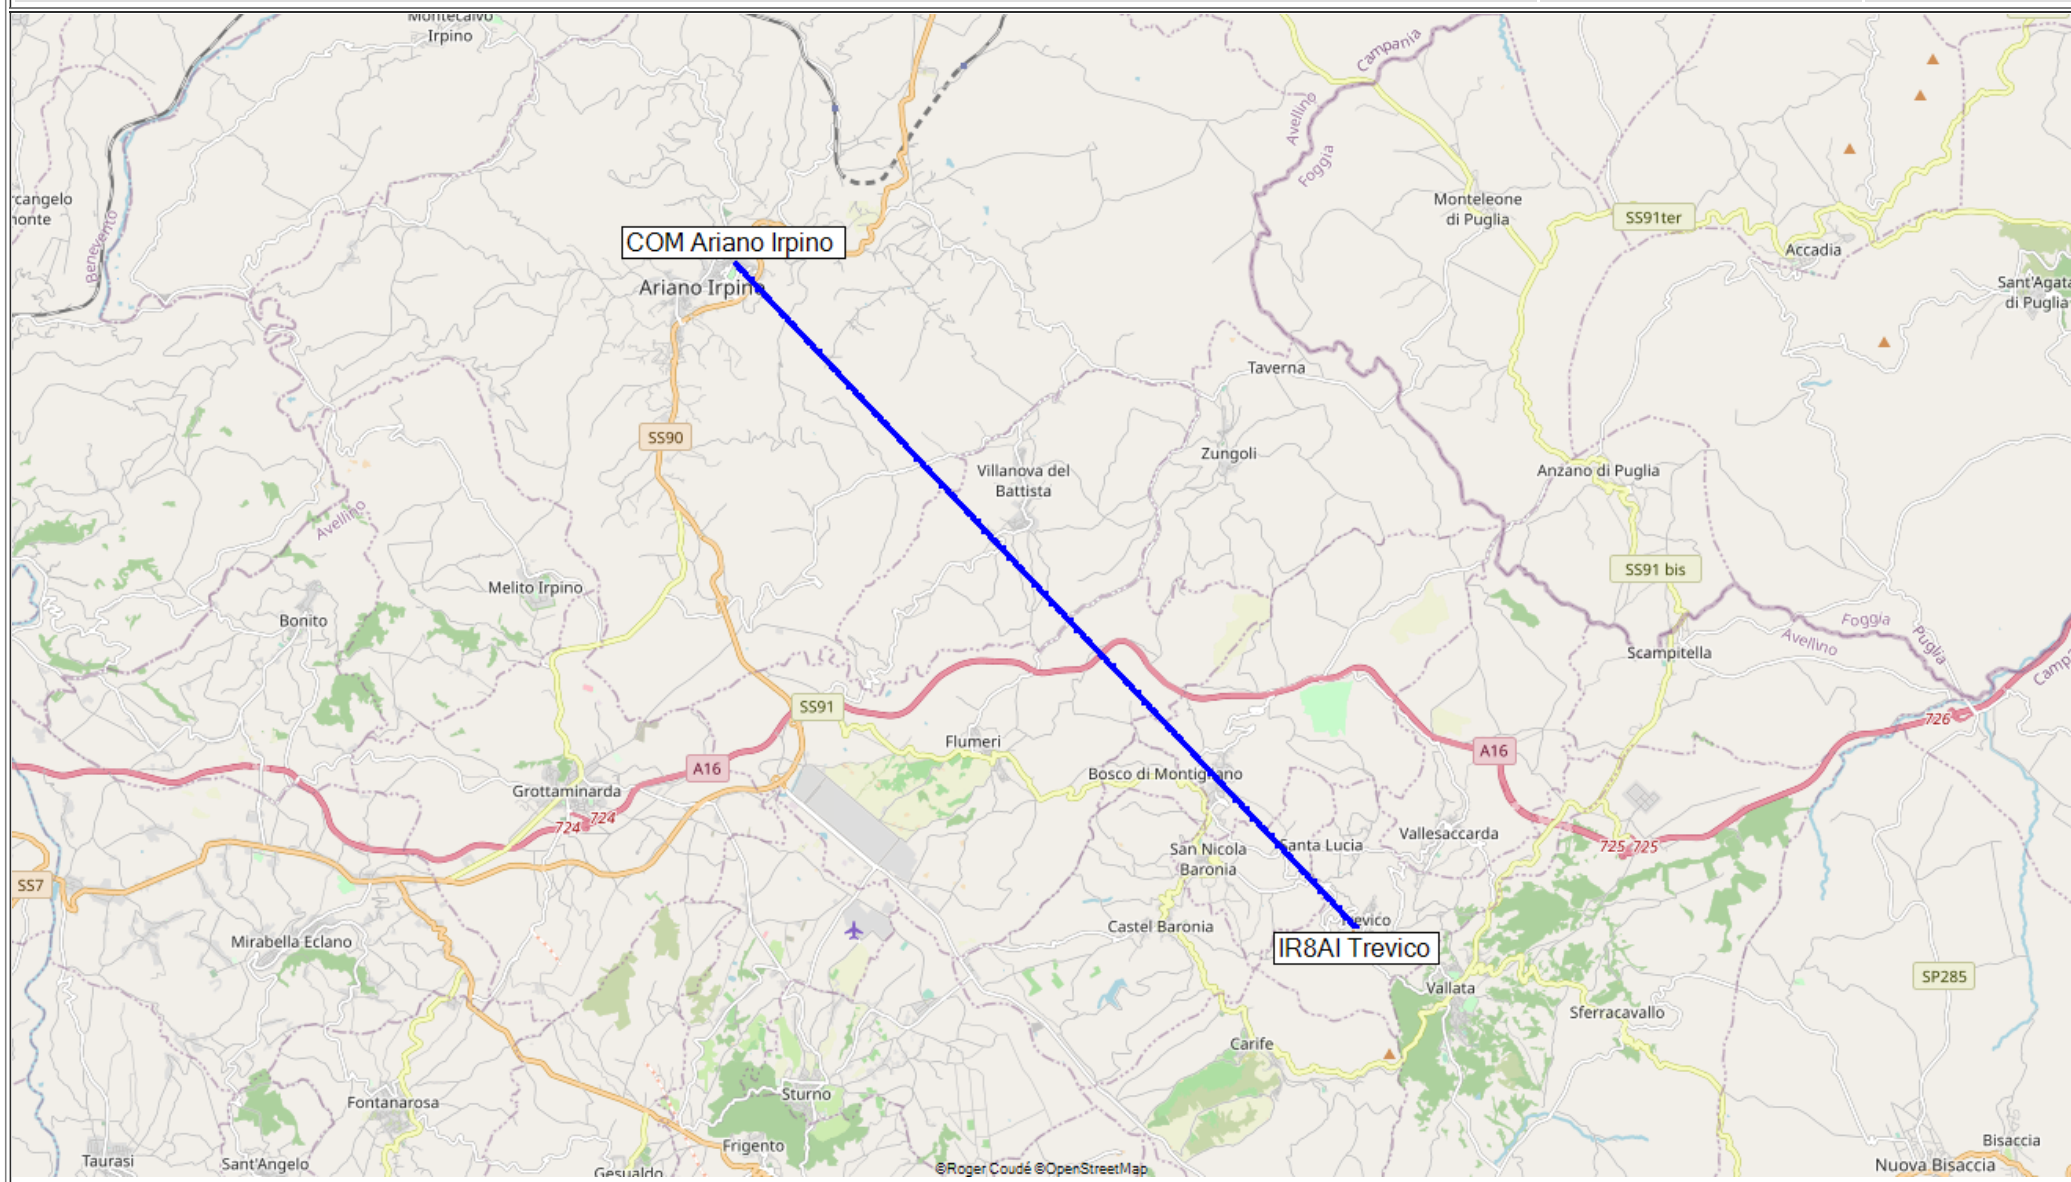 Montecalvo
Irpino
Campania
Avellino
Foggia
Benevento
rcangelo
Monteleone
di Puglia
SS91ter
Accadia
COM Ariano Irpino
Ariano Irpino
Sant'Agata
di Puglia
Taverna
SS90
Villanova del
Battista
Zungoli
Anzano di Puglia
Avellino
SS91 bis
Melito Irpino
Bonito
Foggia
Avellino
Puglia
Scampitella
Camp
SS91
726
Flumeri
A16
A16
Bosco di Montigliano
Grottaminarda
724 724
Vallesaccarda
San Nicola
Baronia
Santa Lucia
725 725
SS7
Trevico
Castel Baronia
Mirabella Eclano
IR8AI Trevico
SP285
Vallata
Sferracavallo
Carife
Sturno
Fontanarosa
Frigento
Bisaccia
Taurasi
Sant'Angelo
Gesualdo
©Roger Coudé ©OpenStreetMap
Nuova Bisaccia